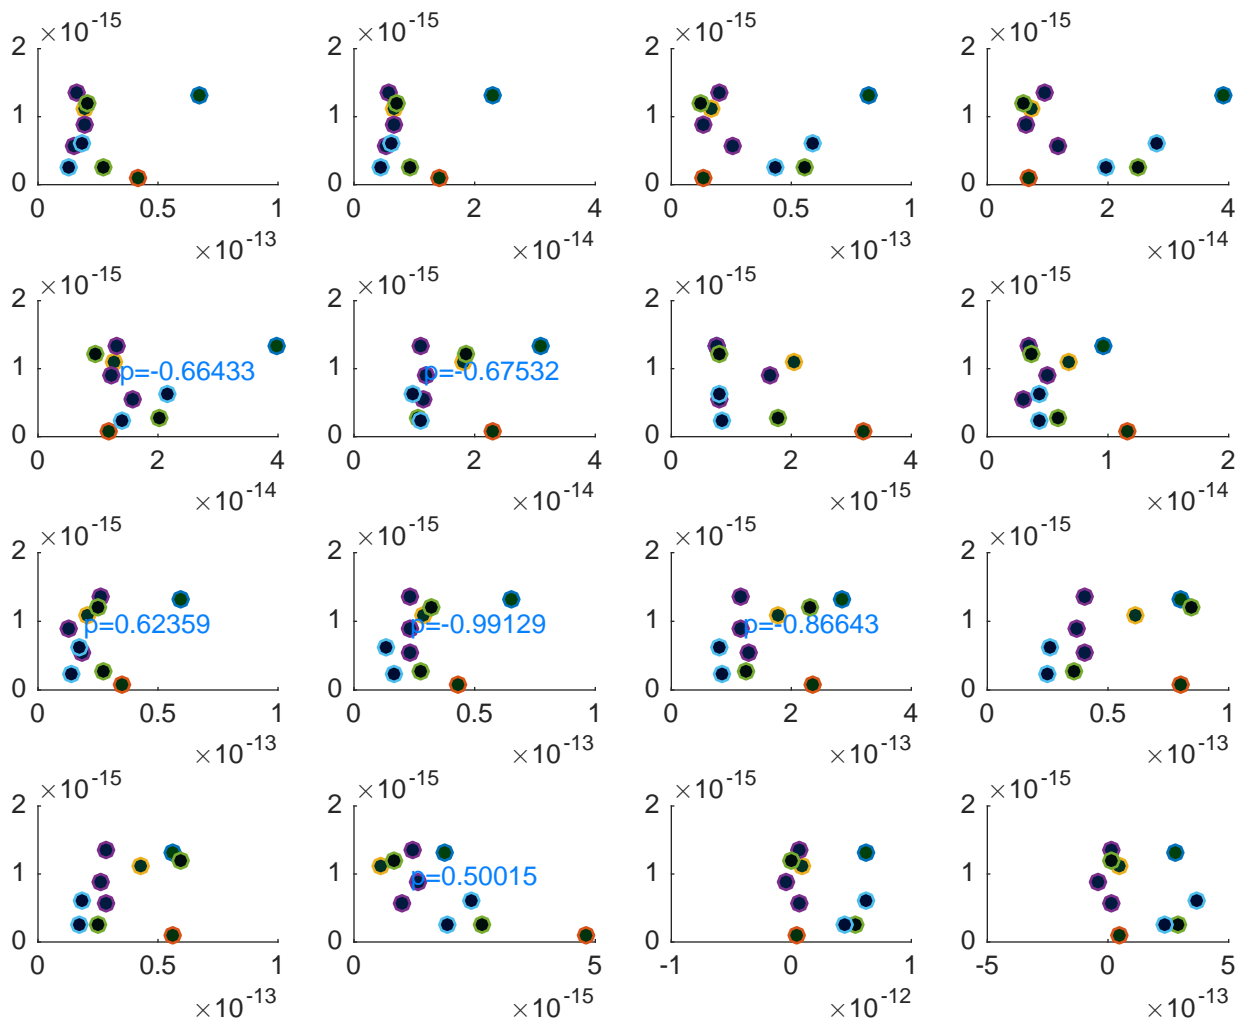 ×10-15 ×10-15 ×10-15 ×10-15
2 2 2 2
1 1 1 1
0 0 0 0
0 0.5 1 0 2 4 0 0.5 1 0 2 4
×10-13 ×10-14 ×10-13 ×10-14
×10-15 ×10-15 ×10-15 ×10-15
2 2 2 2
1 p=-0.66433 1 p=-0.67532 1 1
0 0 0 0
0 2 4 0 2 4 0 2 4 0 1 2
×10-14 ×10-14 ×10-15 ×10-14
×10-15 ×10-15 ×10-15 ×10-15
2 2 2 2
1 p=0.62359 1 p=-0.99129 1 p=-0.86643 1
0 0 0 0
0 0.5 1 0 0.5 1 0 2 4 0 0.5 1
×10-13 ×10-13 ×10-13 ×10-13
×10-15 ×10-15 ×10-15 ×10-15
2 2 2 2
1 1 p=0.50015 1 1
0 0 0 0
0 0.5 1 0 5 -1 0 1 -5 0 5
×10-13 ×10-15 ×10-12 ×10-13